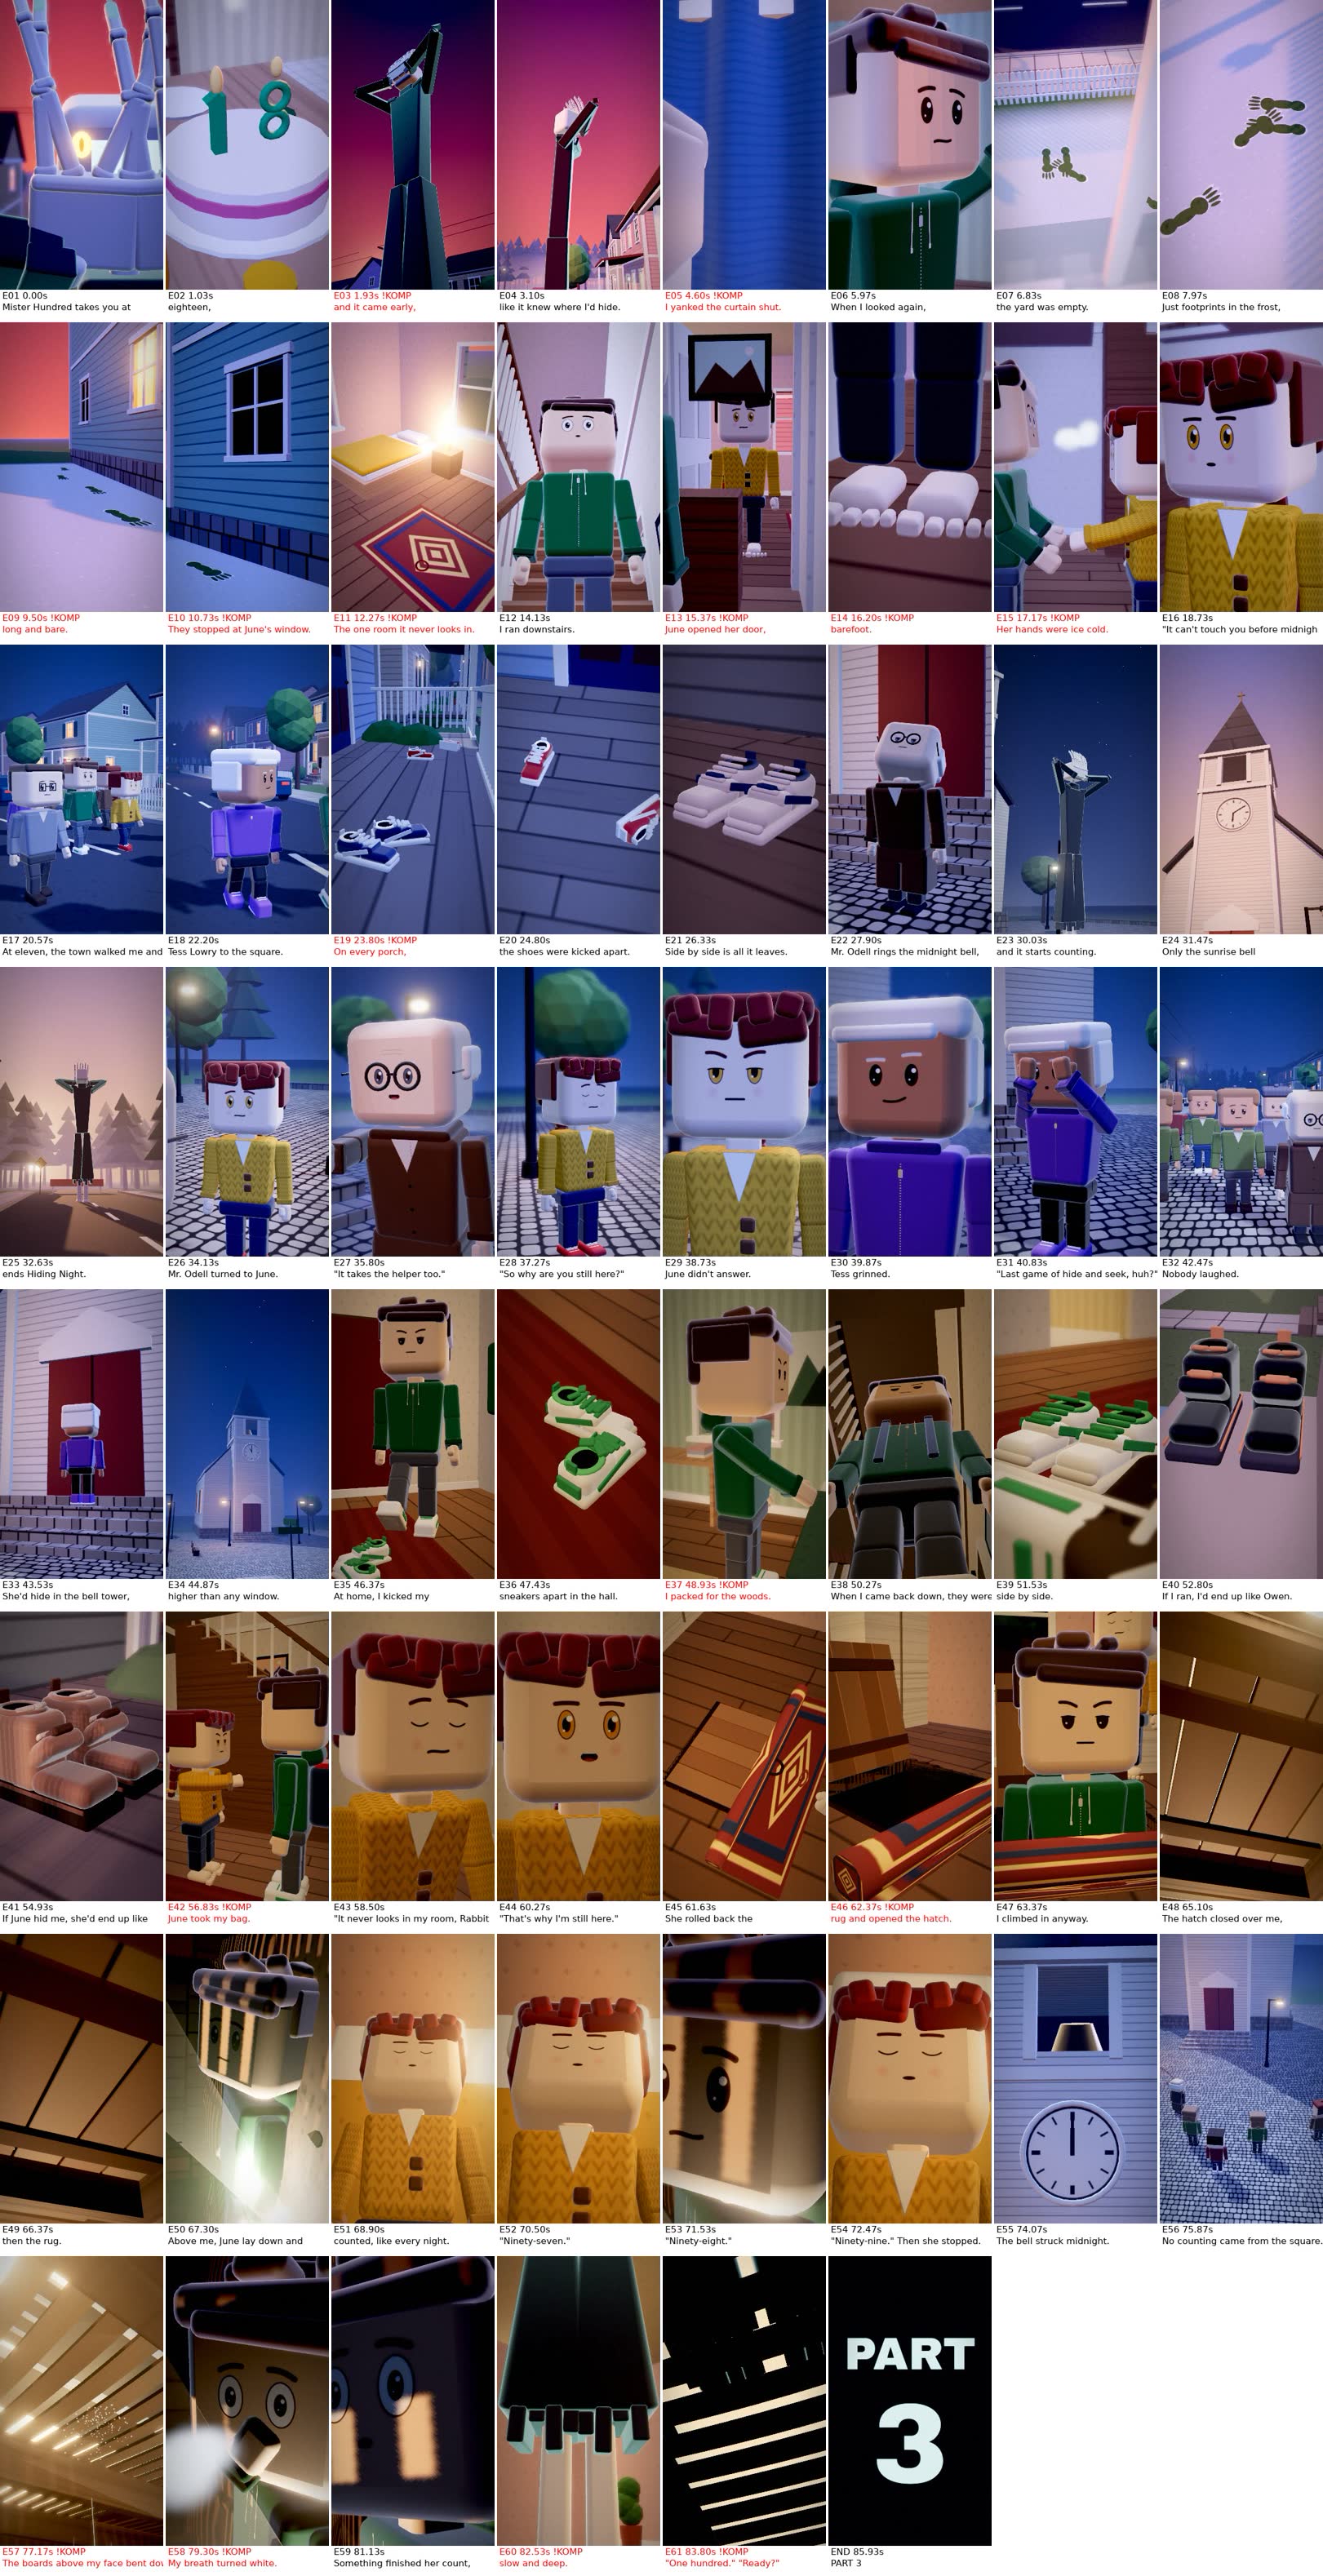 18
E01 0.00s
Mister Hundred takes you at
E02 1.03s
eighteen,
E03 1.93s !KOMP
and it came early,
E04 3.10s
like it knew where I'd hide.
E05 4.60s !KOMP
I yanked the curtain shut.
E06 5.97s
When I looked again,
E07 6.83s
the yard was empty.
E08 7.97s
Just footprints in the frost,
E09 9.50s !KOMP
long and bare.
E10 10.73s !KOMP
They stopped at June's window.
E11 12.27s !KOMP
The one room it never looks in.
E12 14.13s
I ran downstairs.
E13 15.37s !KOMP
June opened her door,
E14 16.20s !KOMP
barefoot.
E15 17.17s !KOMP
Her hands were ice cold.
E16 18.73s
"It can't touch you before midnigh
E17 20.57s
At eleven, the town walked me and
E18 22.20s
Tess Lowry to the square.
E19 23.80s !KOMP
On every porch,
E20 24.80s
the shoes were kicked apart.
E21 26.33s
Side by side is all it leaves.
E22 27.90s
Mr. Odell rings the midnight bell,
E23 30.03s
and it starts counting.
E24 31.47s
Only the sunrise bell
E25 32.63s
ends Hiding Night.
E26 34.13s
Mr. Odell turned to June.
E27 35.80s
"It takes the helper too."
E28 37.27s
"So why are you still here?"
E29 38.73s
June didn't answer.
E30 39.87s
Tess grinned.
E31 40.83s
"Last game of hide and seek, huh?"
E32 42.47s
Nobody laughed.
E33 43.53s
She'd hide in the bell tower,
E34 44.87s
higher than any window.
E35 46.37s
At home, I kicked my
E36 47.43s
sneakers apart in the hall.
E37 48.93s !KOMP
I packed for the woods.
E38 50.27s
When I came back down, they were
E39 51.53s
side by side.
E40 52.80s
If I ran, I'd end up like Owen.
E41 54.93s
If June hid me, she'd end up like
E42 56.83s !KOMP
June took my bag.
E43 58.50s
"It never looks in my room, Rabbit
E44 60.27s
"That's why I'm still here."
E45 61.63s
She rolled back the
E46 62.37s !KOMP
rug and opened the hatch.
E47 63.37s
I climbed in anyway.
E48 65.10s
The hatch closed over me,
E49 66.37s
then the rug.
E50 67.30s
Above me, June lay down and
E51 68.90s
counted, like every night.
E52 70.50s
"Ninety-seven."
E53 71.53s
"Ninety-eight."
E54 72.47s
"Ninety-nine." Then she stopped.
E55 74.07s
The bell struck midnight.
E56 75.87s
No counting came from the square.
E57 77.17s !KOMP
The boards above my face bent dow
E58 79.30s !KOMP
My breath turned white.
E59 81.13s
Something finished her count,
E60 82.53s !KOMP
slow and deep.
E61 83.80s !KOMP
"One hundred." "Ready?"
PART
3
END 85.93s
PART 3